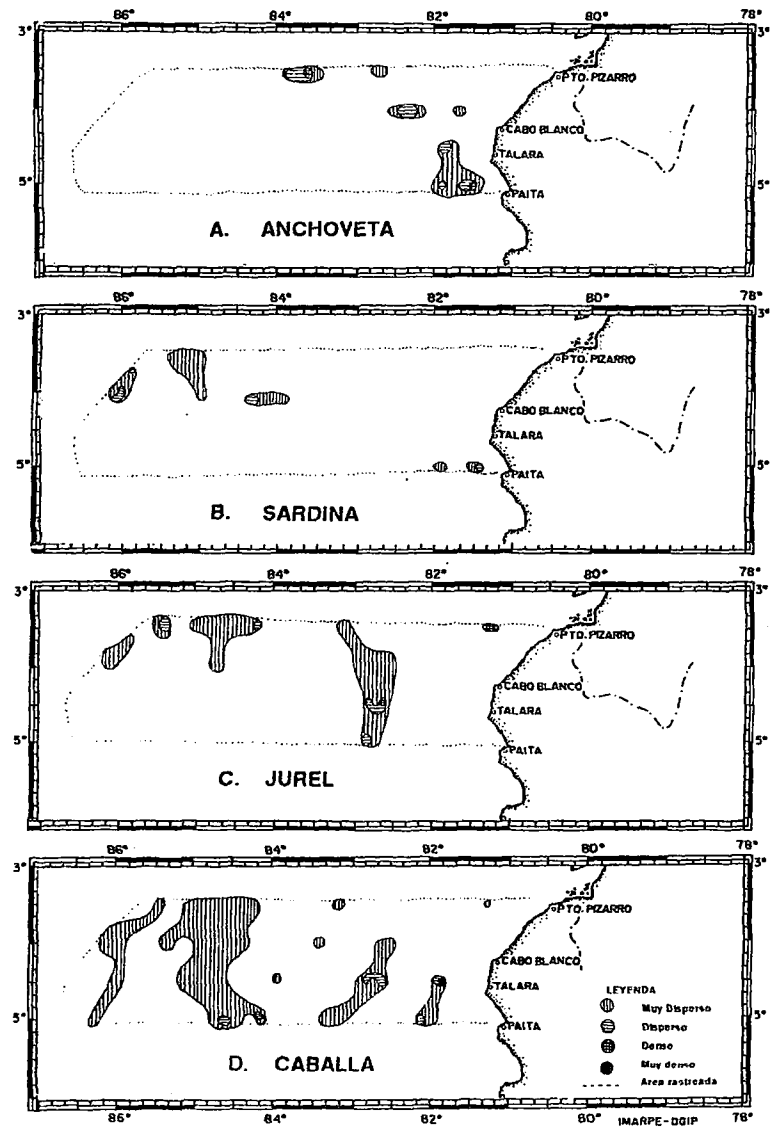 86° 84° 82° 80° 78°
3° 3°
PTO. PIZARRO
CABO BLANCO
TALARA
5° 5°
PAITA
A. ANCHOVETA
86° 84° 82° 80° 78°
3° 3°
PTO. PIZARRO
CABO BLANCO
TALARA
5° 5°
PAITA
B. SARDINA
86° 84° 82° 80° 78°
3° 3°
PTO. PIZARRO
CABO BLANCO
TALARA
5° 5°
PAITA
C. JUREL
86° 84° 82° 80° 78°
3° 3°
PTO. PIZARRO
CABO BLANCO
TALARA
5° 5°
PAITA
D. CABALLA
LEYENDA
Muy Disperso
Disperso
Denso
Muy denso
Area rastreada
86° 84° 82° 80° 78°
IMARPE-DGIP